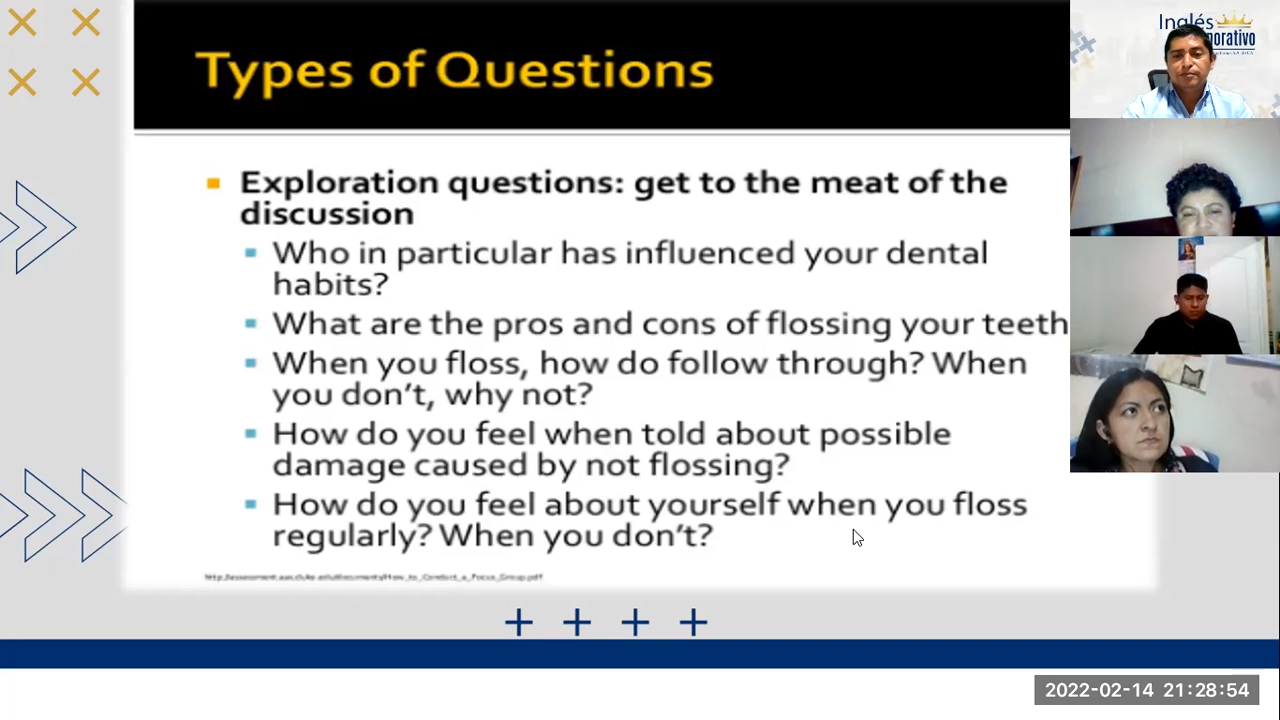 Types of Questions
Exploration questions: get to the meat of the
discussion
Who in particular has influenced your dental
habits?
What are the pros and cons of flossing your teeth
When you floss, how do follow through? When
you don't, why not?
How do you feel when told about possible
damage caused by not flossing?
How do you feel about yourself when you floss
regularly? When you don't?
Inglés
2022-02-14 21:28:54